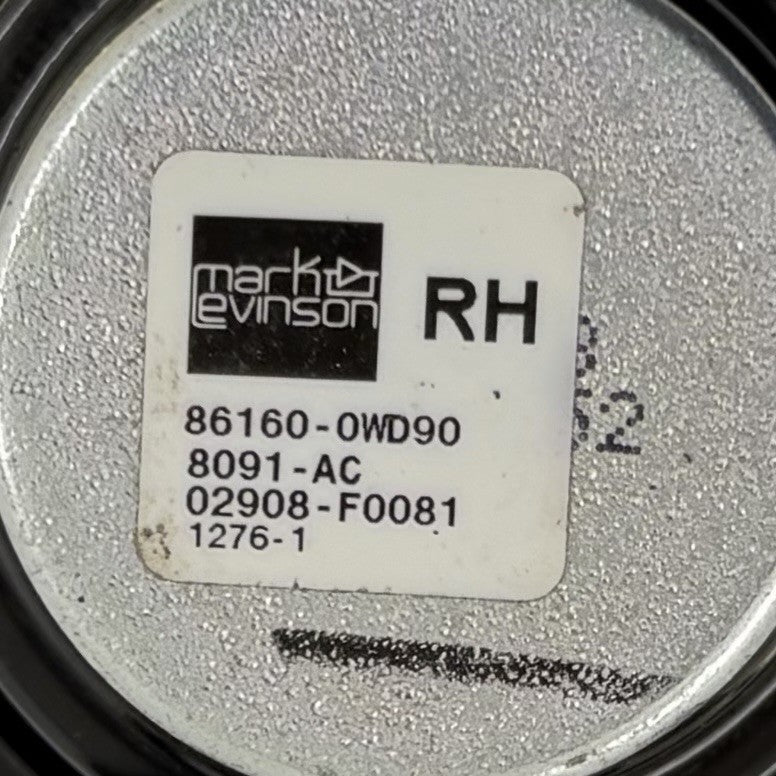 mark
Levinson
RH
86160-0WD90
8091-AC
02908-F0081
1276-1